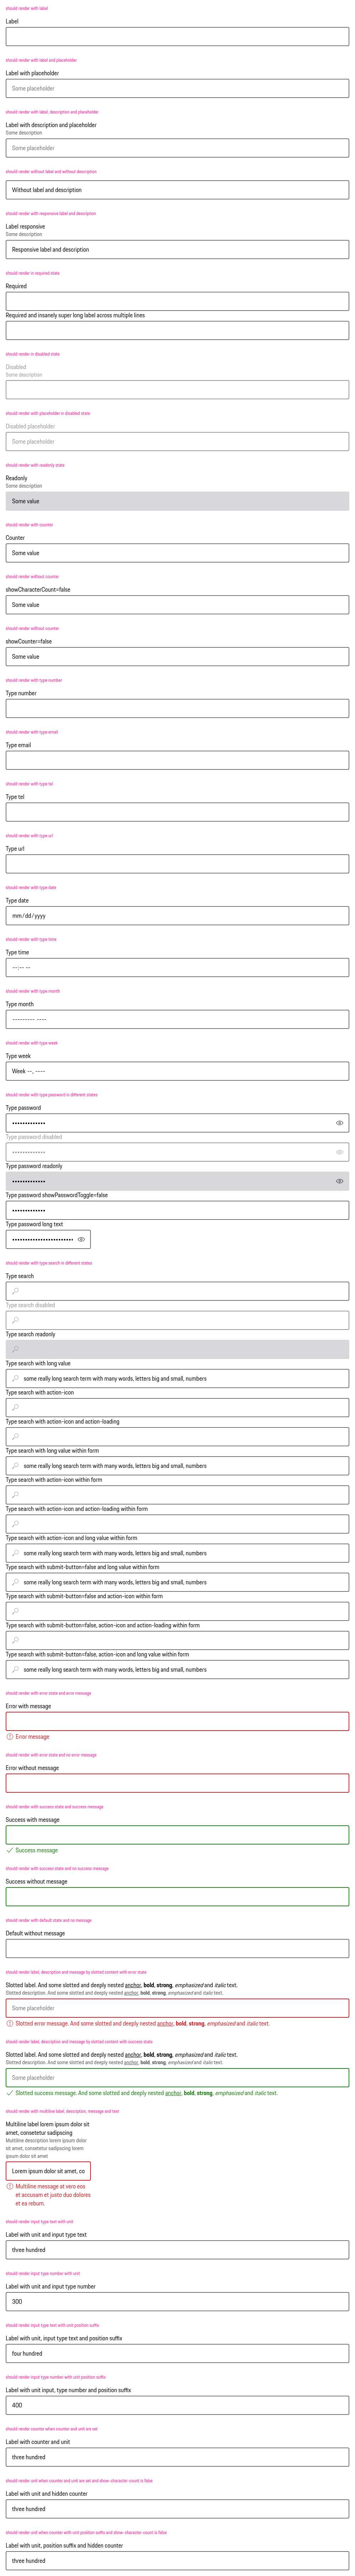 should render with label
Label
should render with label and placeholder
Label with placeholder
Some placeholder
should render with label, description and placeholder
Label with description and placeholder
Some description
Some placeholder
should render without label and without description
Without label and description
should render with responsive label and description
Label responsive
Some description
Responsive label and description
should render in required state
Required
Required and insanely super long label across multiple lines
should render in disabled state
Disabled
Some description
should render with placeholder in disabled state
Disabled placeholder
Some placeholder
should render with readonly state
Readonly
Some description
Some value
should render with counter
Counter
Some value
should render without counter
showCharacterCount=false
Some value
should render without counter
showCounter=false
Some value
should render with type number
Type number
should render with type email
Type email
should render with type tel
Type tel
should render with type url
Type url
should render with type date
Type date
mm/dd/yyyy
should render with type time
Type time
--:-- --
should render with type month
Type month
--------- ----
should render with type week
Type week
Week --, ----
should render with type password in different states
Type password
Type password disabled
Type password readonly
Type password showPasswordToggle=false
Type password long text
should render with type search in different states
Type search
Type search disabled
Type search readonly
Type search with long value
some really long search term with many words, letters big and small, numbers
Type search with action-icon
Type search with action-icon and action-loading
Type search with long value within form
some really long search term with many words, letters big and small, numbers
Type search with action-icon within form
Type search with action-icon and action-loading within form
Type search with action-icon and long value within form
some really long search term with many words, letters big and small, numbers
Type search with submit-button=false and long value within form
some really long search term with many words, letters big and small, numbers
Type search with submit-button=false and action-icon within form
Type search with submit-button=false, action-icon and action-loading within form
Type search with submit-button=false, action-icon and long value within form
some really long search term with many words, letters big and small, numbers
should render with error state and error message
Error with message
Error message
should render with error state and no error message
Error without message
should render with success state and success message
Success with message
Success message
should render with success state and no success message
Success without message
should render with default state and no message
Default without message
should render label, description and message by slotted content with error state
Slotted label. And some slotted and deeply nested anchor, bold, strong, emphasized and italic text.
Slotted description. And some slotted and deeply nested anchor, bold, strong, emphasized and italic text.
Some placeholder
Slotted error message. And some slotted and deeply nested anchor, bold, strong, emphasized and italic text.
should render label, description and message by slotted content with success state
Slotted label. And some slotted and deeply nested anchor, bold, strong, emphasized and italic text.
Slotted description. And some slotted and deeply nested anchor, bold, strong, emphasized and italic text.
Some placeholder
Slotted success message. And some slotted and deeply nested anchor, bold, strong, emphasized and italic text.
should render with multiline label, description, message and text
Multiline label lorem ipsum dolor sit
amet, consetetur sadipscing
Multiline description lorem ipsum dolor
sit amet, consetetur sadipscing lorem
ipsum dolor sit amet
Lorem ipsum dolor sit amet, co
Multiline message at vero eos
et accusam et justo duo dolores
et ea rebum.
should render input type text with unit
Label with unit and input type text
three hundred
should render input type number with unit
Label with unit and input type number
300
should render input type text with unit position suffix
Label with unit, input type text and position suffix
four hundred
should render input type number with unit position suffix
Label with unit input, type number and position suffix
400
should render counter when counter and unit are set
Label with counter and unit
three hundred
should render unit when counter and unit are set and show-character-count is false
Label with unit and hidden counter
three hundred
should render unit when counter with unit position suffix and show-character-count is false
Label with unit, position suffix and hidden counter
three hundred